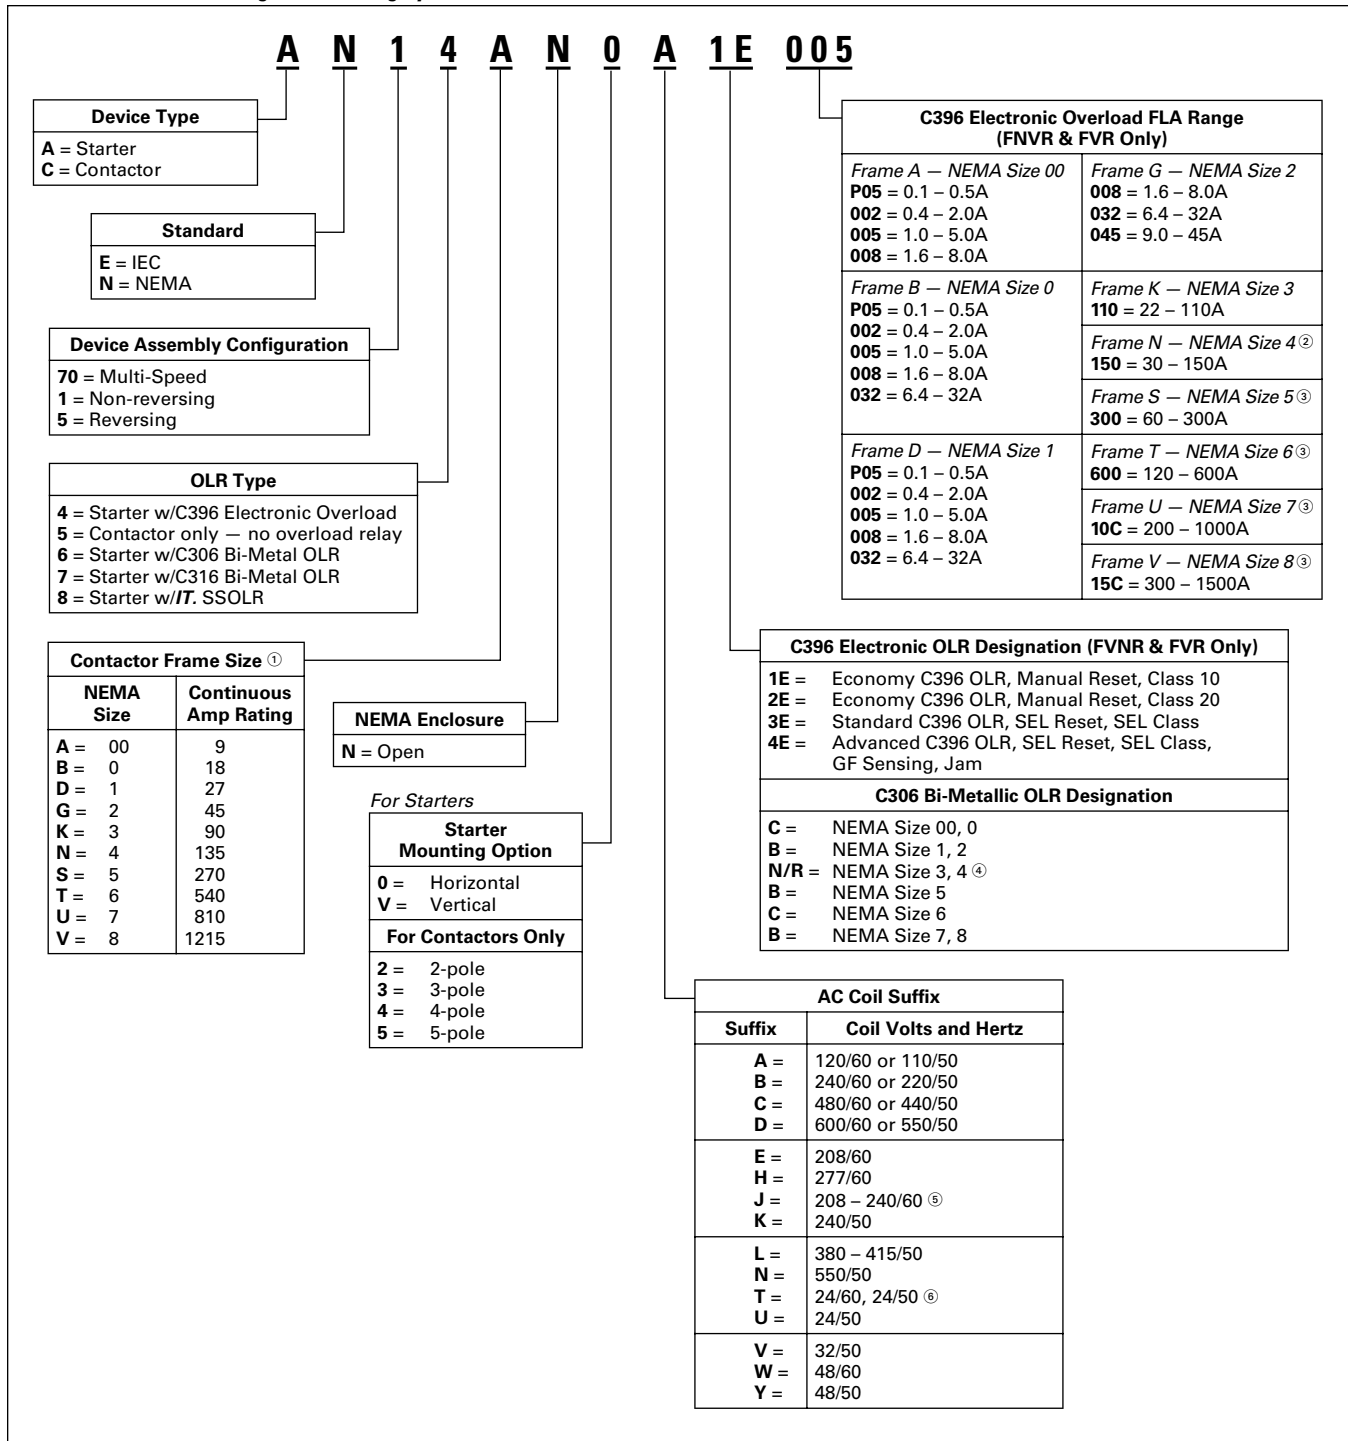 A N 1 4 A N 0 A 1E 005
Device Type
A = Starter
C = Contactor
Standard
E = IEC
N = NEMA
Device Assembly Configuration
70 = Multi-Speed
1 = Non-reversing
5 = Reversing
OLR Type
4 = Starter w/C396 Electronic Overload
5 = Contactor only — no overload relay
6 = Starter w/C306 Bi-Metal OLR
7 = Starter w/C316 Bi-Metal OLR
8 = Starter w/IT. SSOLR
Contactor Frame Size ①
NEMA Size
Continuous Amp Rating
A = 00 9
B = 0 18
D = 1 27
G = 2 45
K = 3 90
N = 4 135
S = 5 270
T = 6 540
U = 7 810
V = 8 1215
NEMA Enclosure
N = Open
For Starters
Starter
Mounting Option
0 = Horizontal
V = Vertical
For Contactors Only
2 = 2-pole
3 = 3-pole
4 = 4-pole
5 = 5-pole
C396 Electronic Overload FLA Range
(FNVR & FVR Only)
Frame A — NEMA Size 00
P05 = 0.1 – 0.5A
002 = 0.4 – 2.0A
005 = 1.0 – 5.0A
008 = 1.6 – 8.0A
Frame B — NEMA Size 0
P05 = 0.1 – 0.5A
002 = 0.4 – 2.0A
005 = 1.0 – 5.0A
008 = 1.6 – 8.0A
032 = 6.4 – 32A
Frame D — NEMA Size 1
P05 = 0.1 – 0.5A
002 = 0.4 – 2.0A
005 = 1.0 – 5.0A
008 = 1.6 – 8.0A
032 = 6.4 – 32A
Frame G — NEMA Size 2
008 = 1.6 – 8.0A
032 = 6.4 – 32A
045 = 9.0 – 45A
Frame K — NEMA Size 3
110 = 22 – 110A
Frame N — NEMA Size 4 ②
150 = 30 – 150A
Frame S — NEMA Size 5 ③
300 = 60 – 300A
Frame T — NEMA Size 6 ③
600 = 120 – 600A
Frame U — NEMA Size 7 ③
10C = 200 – 1000A
Frame V — NEMA Size 8 ③
15C = 300 – 1500A
C396 Electronic OLR Designation (FVNR & FVR Only)
1E = Economy C396 OLR, Manual Reset, Class 10
2E = Economy C396 OLR, Manual Reset, Class 20
3E = Standard C396 OLR, SEL Reset, SEL Class
4E = Advanced C396 OLR, SEL Reset, SEL Class,
GF Sensing, Jam
C306 Bi-Metallic OLR Designation
C = NEMA Size 00, 0
B = NEMA Size 1, 2
N/R = NEMA Size 3, 4 ④
B = NEMA Size 5
C = NEMA Size 6
B = NEMA Size 7, 8
AC Coil Suffix
Suffix Coil Volts and Hertz
A = 120/60 or 110/50
B = 240/60 or 220/50
C = 480/60 or 440/50
D = 600/60 or 550/50
E = 208/60
H = 277/60
J = 208 – 240/60 ⑤
K = 240/50
L = 380 – 415/50
N = 550/50
T = 24/60, 24/50 ⑥
U = 24/50
V = 32/50
W = 48/60
Y = 48/50